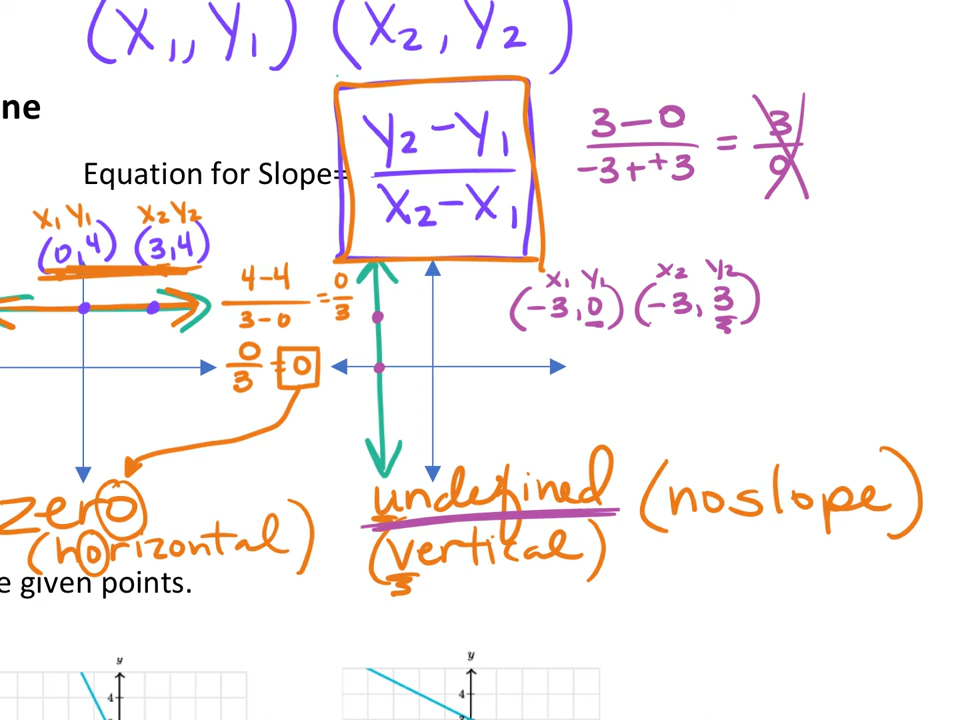 (X₁, Y₁) (X₂, Y₂)
ne
Equation for Slope=
Y₂ - Y₁
X₂ - X₁
3 - 0
-3 + +3
=
3
0
X₁ Y₁ X₂ Y₂
(0,4) (3,4)
4-4
3-0
=
0
3
0
3
= 0
X₁ Y₁ X₂ Y₂
(-3,0) (-3,3)
zero
(horizontal)
undefined (no slope)
(vertical)
e given points.
y
4
y
4